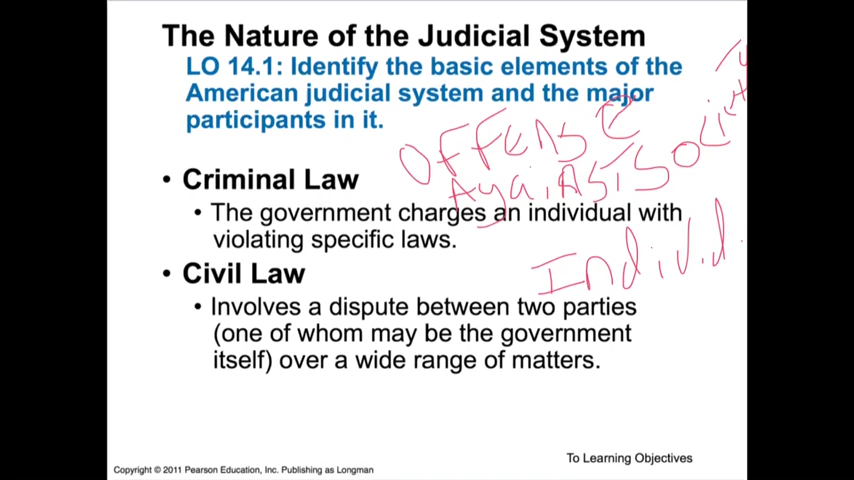 The Nature of the Judicial System
LO 14.1: Identify the basic elements of the
American judicial system and the major
participants in it.
OFFENSE
AgaiNST SociETy
• Criminal Law
• The government charges an individual with
violating specific laws.
Individ
• Civil Law
• Involves a dispute between two parties
(one of whom may be the government
itself) over a wide range of matters.
To Learning Objectives
Copyright © 2011 Pearson Education, Inc. Publishing as Longman